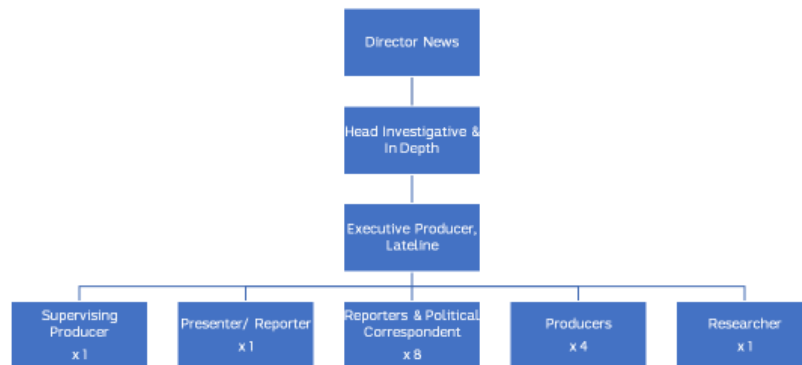 Director News
Head Investigative &
In Depth
Executive Producer,
Lateline
Supervising
Producer
x 1
Presenter/ Reporter
x 1
Reporters & Political
Correspondent
x 8
Producers
x 4
Researcher
x 1